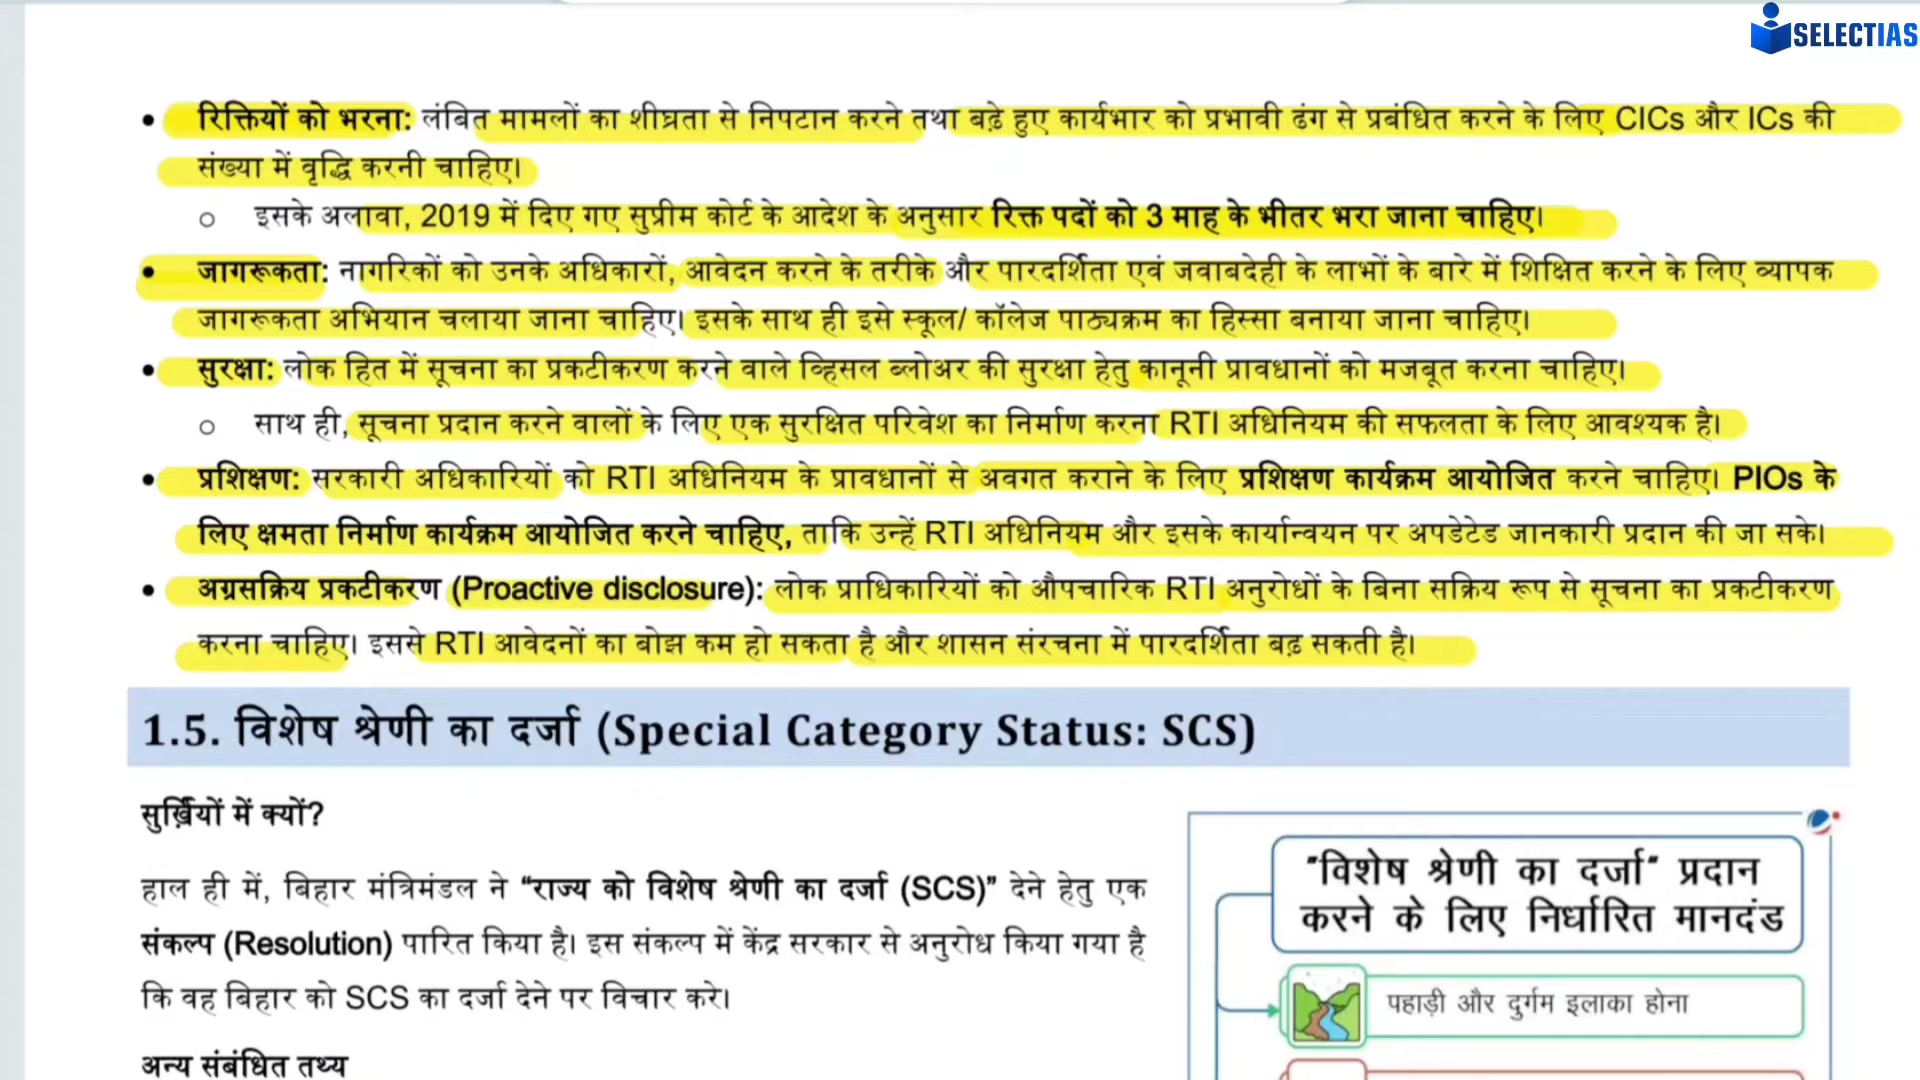 SELECTIAS
• रिक्तियों को भरना: लंबित मामलों का शीघ्रता से निपटान करने तथा बढ़े हुए कार्यभार को प्रभावी ढंग से प्रबंधित करने के लिए CICs और ICs की
संख्या में वृद्धि करनी चाहिए।
o इसके अलावा, 2019 में दिए गए सुप्रीम कोर्ट के आदेश के अनुसार रिक्त पदों को 3 माह के भीतर भरा जाना चाहिए।
• जागरूकता: नागरिकों को उनके अधिकारों, आवेदन करने के तरीके और पारदर्शिता एवं जवाबदेही के लाभों के बारे में शिक्षित करने के लिए व्यापक
जागरूकता अभियान चलाया जाना चाहिए। इसके साथ ही इसे स्कूल/ कॉलेज पाठ्यक्रम का हिस्सा बनाया जाना चाहिए।
• सुरक्षा: लोक हित में सूचना का प्रकटीकरण करने वाले व्हिसल ब्लोअर की सुरक्षा हेतु कानूनी प्रावधानों को मजबूत करना चाहिए।
o साथ ही, सूचना प्रदान करने वालों के लिए एक सुरक्षित परिवेश का निर्माण करना RTI अधिनियम की सफलता के लिए आवश्यक है।
• प्रशिक्षण: सरकारी अधिकारियों को RTI अधिनियम के प्रावधानों से अवगत कराने के लिए प्रशिक्षण कार्यक्रम आयोजित करने चाहिए। PIOs के
लिए क्षमता निर्माण कार्यक्रम आयोजित करने चाहिए, ताकि उन्हें RTI अधिनियम और इसके कार्यान्वयन पर अपडेटेड जानकारी प्रदान की जा सके।
• अग्रसक्रिय प्रकटीकरण (Proactive disclosure): लोक प्राधिकारियों को औपचारिक RTI अनुरोधों के बिना सक्रिय रूप से सूचना का प्रकटीकरण
करना चाहिए। इससे RTI आवेदनों का बोझ कम हो सकता है और शासन संरचना में पारदर्शिता बढ़ सकती है।
1.5. विशेष श्रेणी का दर्जा (Special Category Status: SCS)
सुर्ख़ियों में क्यों?
हाल ही में, बिहार मंत्रिमंडल ने “राज्य को विशेष श्रेणी का दर्जा (SCS)” देने हेतु एक
संकल्प (Resolution) पारित किया है। इस संकल्प में केंद्र सरकार से अनुरोध किया गया है
कि वह बिहार को SCS का दर्जा देने पर विचार करे।
अन्य संबंधित तथ्य
"विशेष श्रेणी का दर्जा" प्रदान
करने के लिए निर्धारित मानदंड
पहाड़ी और दुर्गम इलाका होना